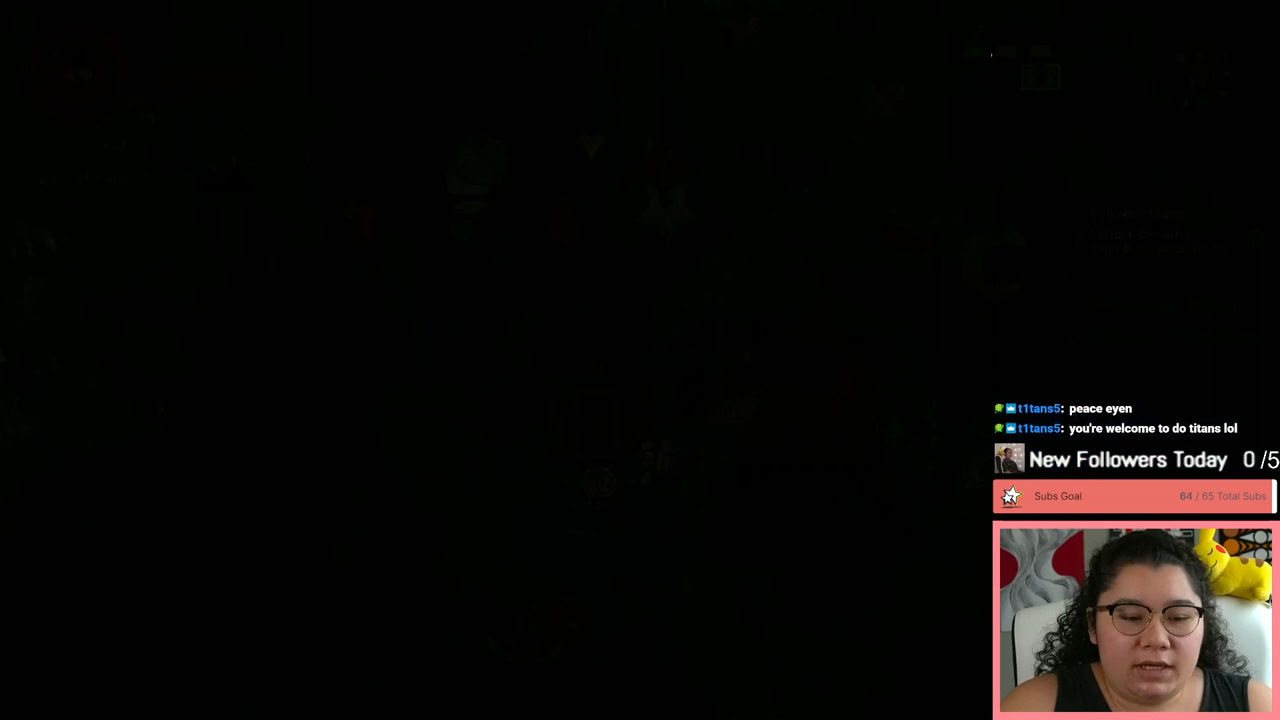 t1tans5: peace eyen
t1tans5: you're welcome to do titans lol
New Followers Today 0 /5
Subs Goal 64 / 65 Total Subs